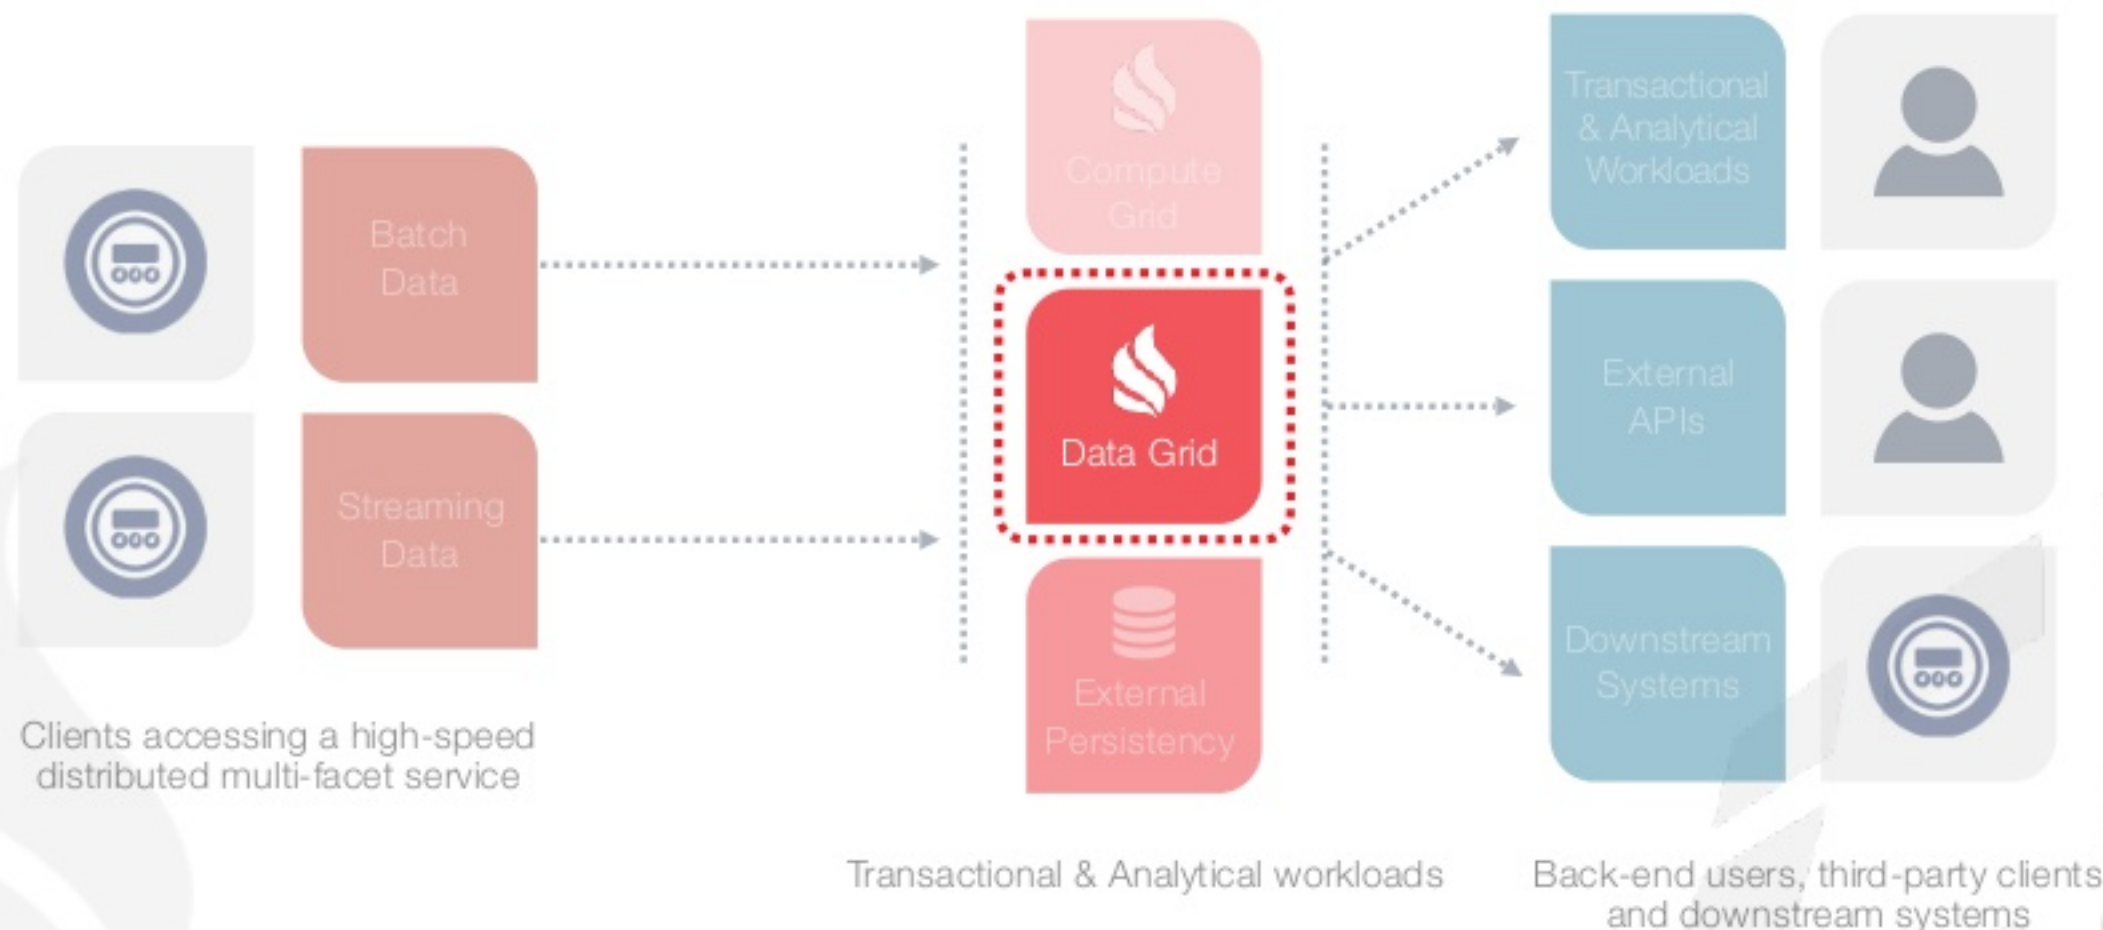 Batch
Data
Streaming
Data
Clients accessing a high-speed
distributed multi-facet service
Compute
Grid
Data Grid
External
Persistency
Transactional & Analytical workloads
Transactional
& Analytical
Workloads
External
APIs
Downstream
Systems
Back-end users, third-party clients
and downstream systems